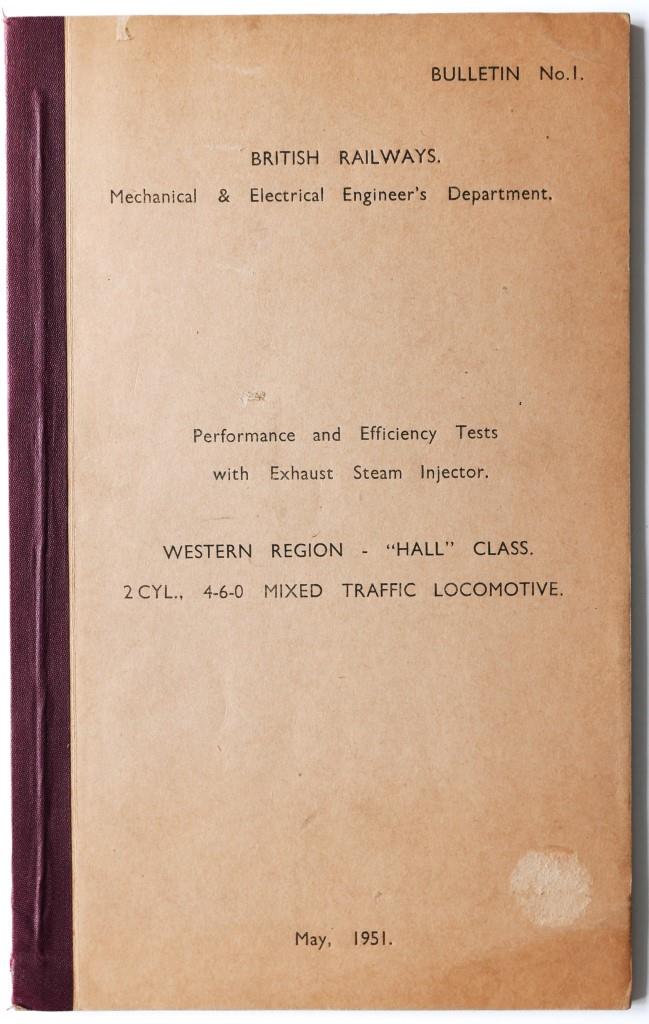 BULLETIN No.1.
BRITISH RAILWAYS.
Mechanical & Electrical Engineer's Department.
Performance and Efficiency Tests
with Exhaust Steam Injector.
WESTERN REGION - “HALL” CLASS.
2 CYL., 4-6-0 MIXED TRAFFIC LOCOMOTIVE.
May, 1951.